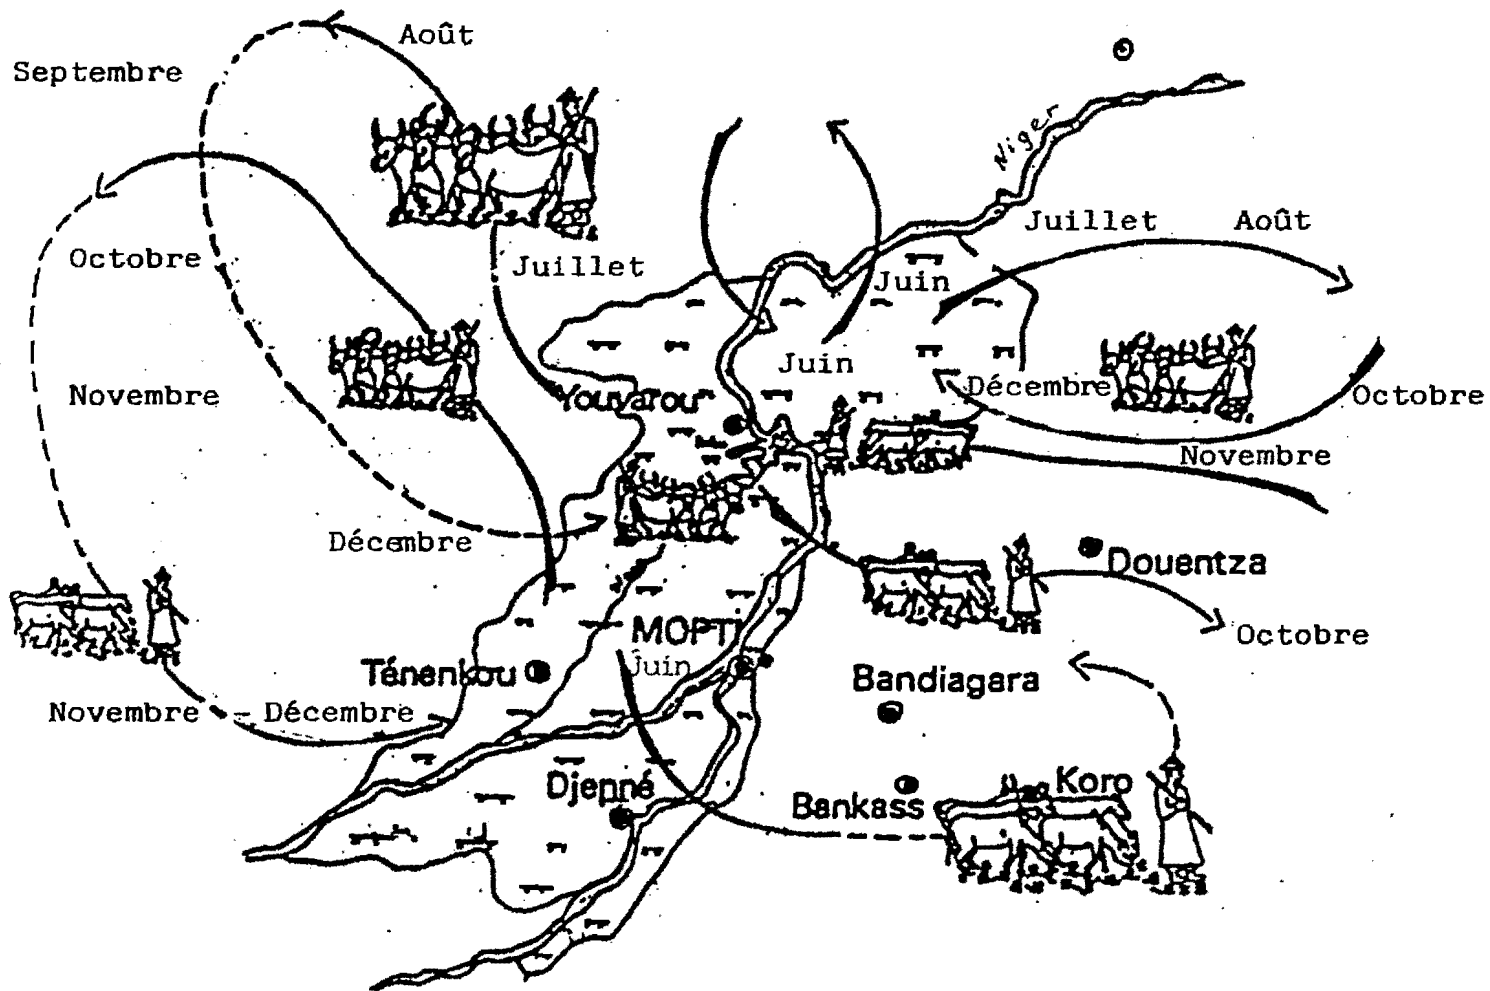 Août
Septembre
Niger
Juillet Août
Octobre
Juillet
Juin
Juin
Novembre
Youvarou
Décembre
Octobre
Novembre
Décembre
Douentza
MOPTI
Octobre
Ténenkou
Juin
Bandiagara
Novembre - Décembre
Djenné
Bankass
Koro